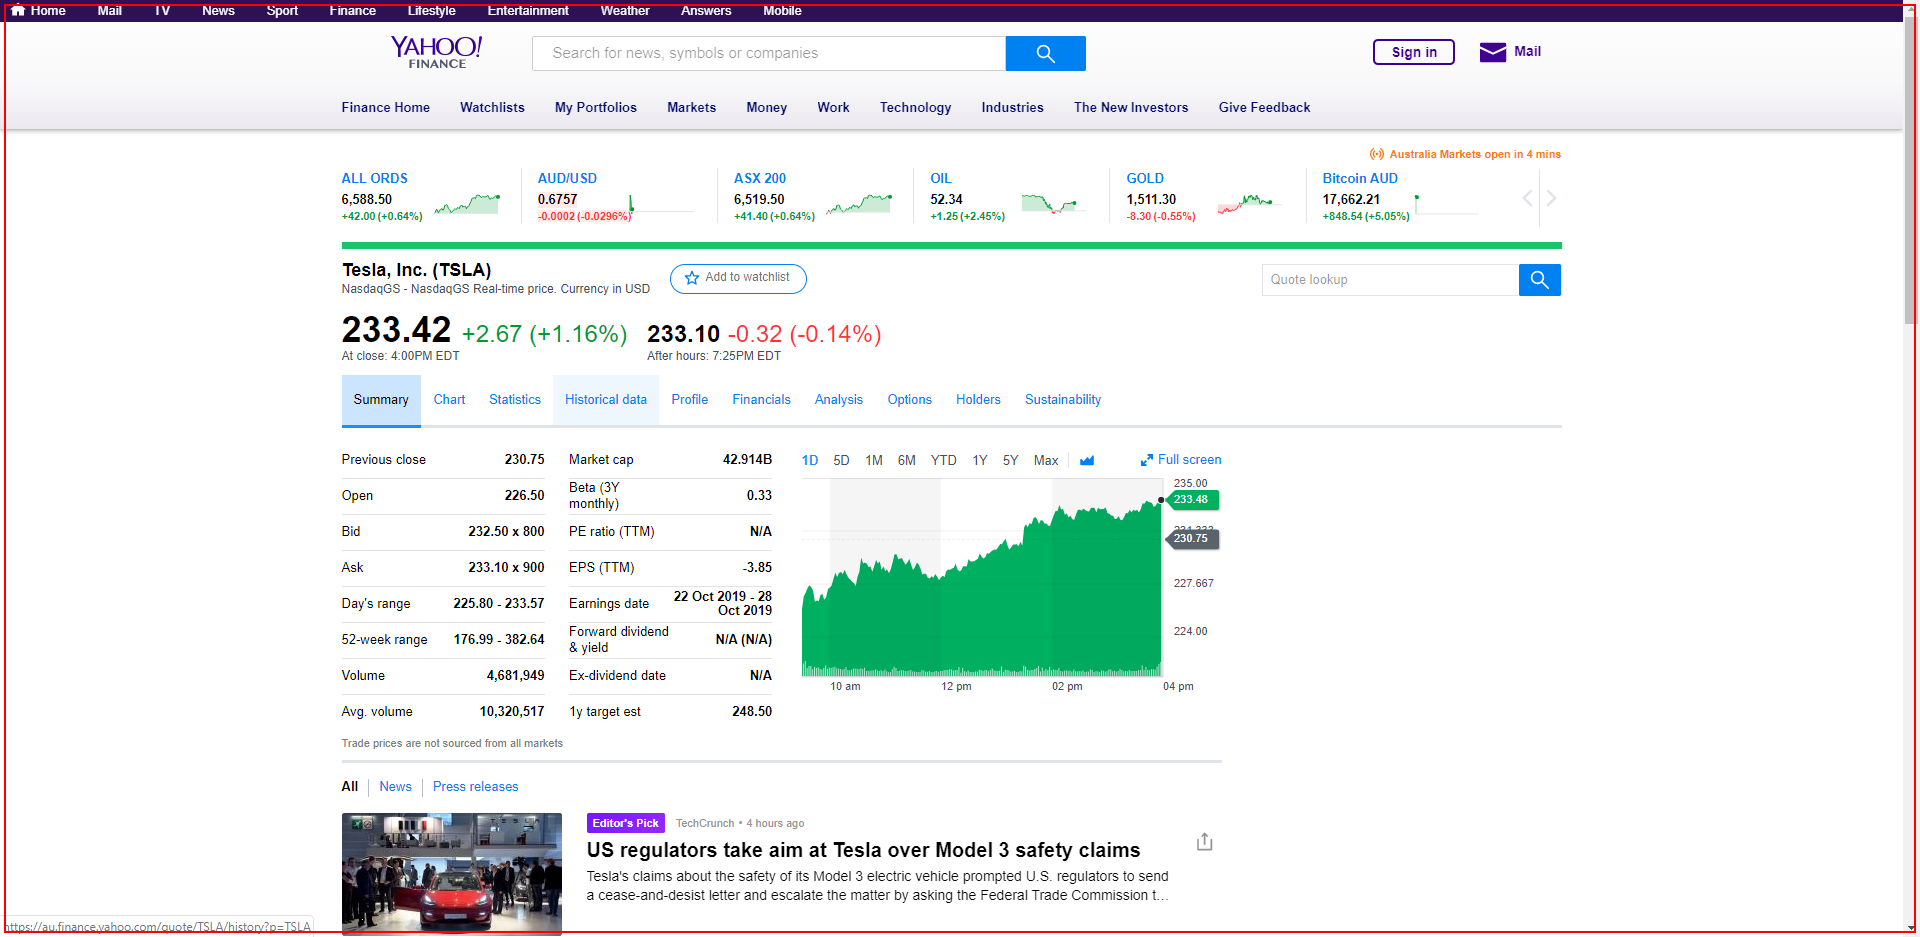 Home Mail TV News Sport Finance Lifestyle Entertainment Weather Answers Mobile
YAHOO! FINANCE
Search for news, symbols or companies
Sign in
Mail
Finance Home Watchlists My Portfolios Markets Money Work Technology Industries The New Investors Give Feedback
Australia Markets open in 4 mins
ALL ORDS
6,588.50
+42.00 (+0.64%)
AUD/USD
0.6757
-0.0002 (-0.0296%)
ASX 200
6,519.50
+41.40 (+0.64%)
OIL
52.34
+1.25 (+2.45%)
GOLD
1,511.30
-8.30 (-0.55%)
Bitcoin AUD
17,662.21
+848.54 (+5.05%)
Tesla, Inc. (TSLA)
NasdaqGS - NasdaqGS Real-time price. Currency in USD
Add to watchlist
Quote lookup
233.42 +2.67 (+1.16%)
At close: 4:00PM EDT
233.10 -0.32 (-0.14%)
After hours: 7:25PM EDT
Summary Chart Statistics Historical data Profile Financials Analysis Options Holders Sustainability
Previous close 230.75
Open 226.50
Bid 232.50 x 800
Ask 233.10 x 900
Day's range 225.80 - 233.57
52-week range 176.99 - 382.64
Volume 4,681,949
Avg. volume 10,320,517
Market cap 42.914B
Beta (3Y monthly) 0.33
PE ratio (TTM) N/A
EPS (TTM) -3.85
Earnings date 22 Oct 2019 - 28 Oct 2019
Forward dividend & yield N/A (N/A)
Ex-dividend date N/A
1y target est 248.50
1D 5D 1M 6M YTD 1Y 5Y Max
Full screen
235.00
233.48
231.333
230.75
227.667
224.00
10 am 12 pm 02 pm 04 pm
Trade prices are not sourced from all markets
All News Press releases
Editor's Pick TechCrunch • 4 hours ago
US regulators take aim at Tesla over Model 3 safety claims
Tesla's claims about the safety of its Model 3 electric vehicle prompted U.S. regulators to send
a cease-and-desist letter and escalate the matter by asking the Federal Trade Commission t...
https://au.finance.yahoo.com/quote/TSLA/history?p=TSLA